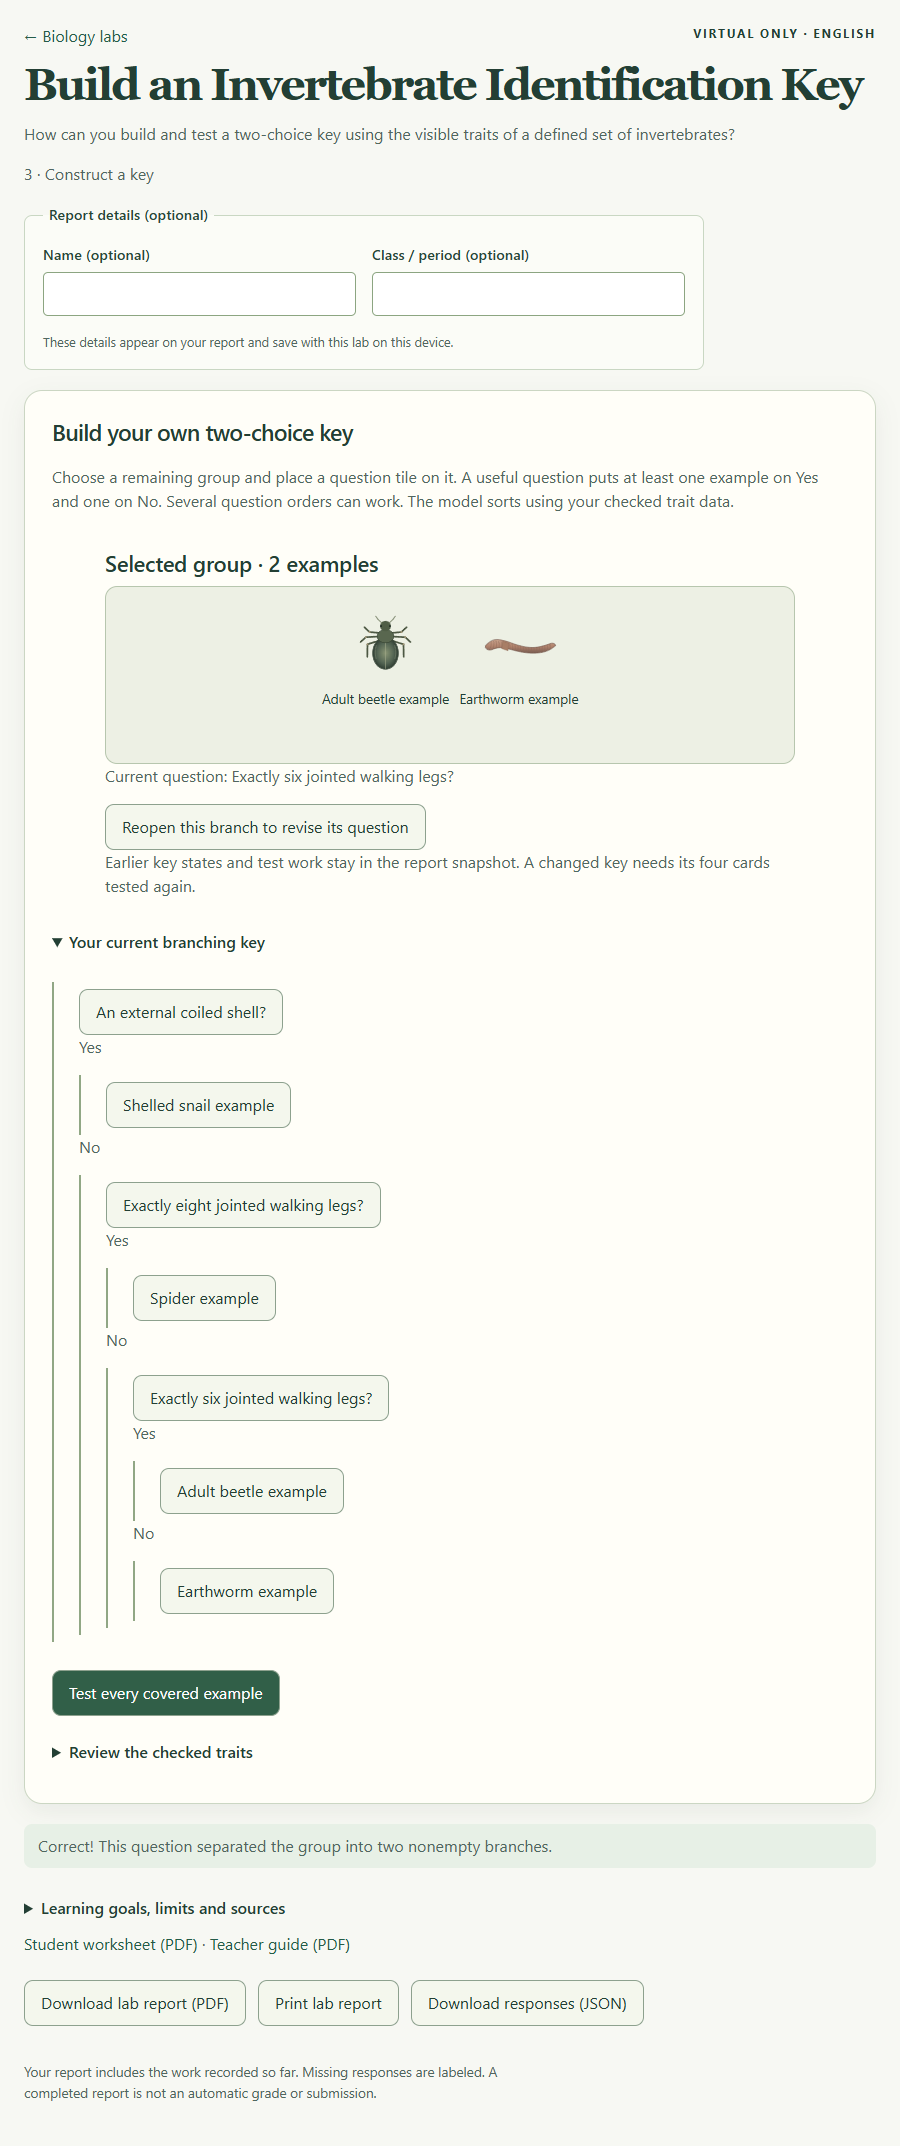 ← Biology labs
VIRTUAL ONLY · ENGLISH
Build an Invertebrate Identification Key
How can you build and test a two-choice key using the visible traits of a defined set of invertebrates?
3 · Construct a key
Report details (optional)
Name (optional)
Class / period (optional)
These details appear on your report and save with this lab on this device.
Build your own two-choice key
Choose a remaining group and place a question tile on it. A useful question puts at least one example on Yes
and one on No. Several question orders can work. The model sorts using your checked trait data.
Selected group · 2 examples
Adult beetle example
Earthworm example
Current question: Exactly six jointed walking legs?
Reopen this branch to revise its question
Earlier key states and test work stay in the report snapshot. A changed key needs its four cards
tested again.
▼ Your current branching key
An external coiled shell?
Yes
Shelled snail example
No
Exactly eight jointed walking legs?
Yes
Spider example
No
Exactly six jointed walking legs?
Yes
Adult beetle example
No
Earthworm example
Test every covered example
▶ Review the checked traits
Correct! This question separated the group into two nonempty branches.
▶ Learning goals, limits and sources
Student worksheet (PDF) · Teacher guide (PDF)
Download lab report (PDF)
Print lab report
Download responses (JSON)
Your report includes the work recorded so far. Missing responses are labeled. A
completed report is not an automatic grade or submission.